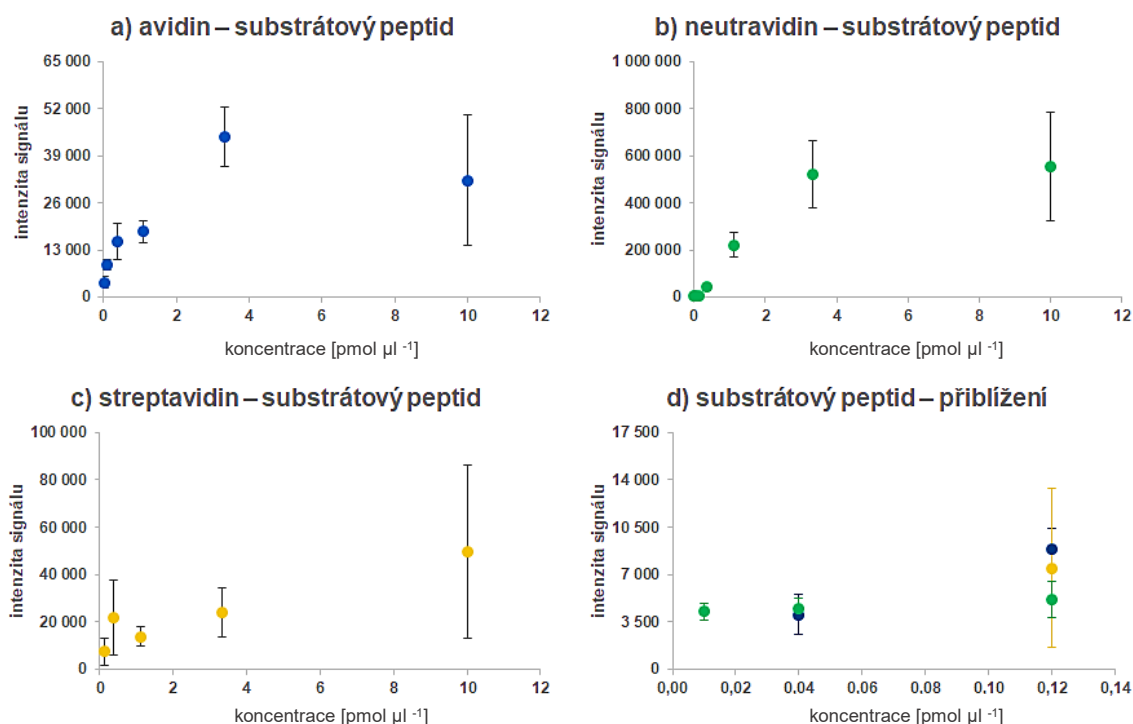 a) avidin – substrátový peptid
65 000
52 000
39 000
26 000
13 000
0
intenzita signálu
0 2 4 6 8 10 12
koncentrace [pmol µl -1]
b) neutravidin – substrátový peptid
1 000 000
800 000
600 000
400 000
200 000
0
intenzita signálu
0 2 4 6 8 10 12
koncentrace [pmol µl -1]
c) streptavidin – substrátový peptid
100 000
80 000
60 000
40 000
20 000
0
intenzita signálu
0 2 4 6 8 10 12
koncentrace [pmol µl -1]
d) substrátový peptid – přiblížení
17 500
14 000
10 500
7 000
3 500
0
intenzita signálu
0,00 0,02 0,04 0,06 0,08 0,10 0,12 0,14
koncentrace [pmol µl -1]